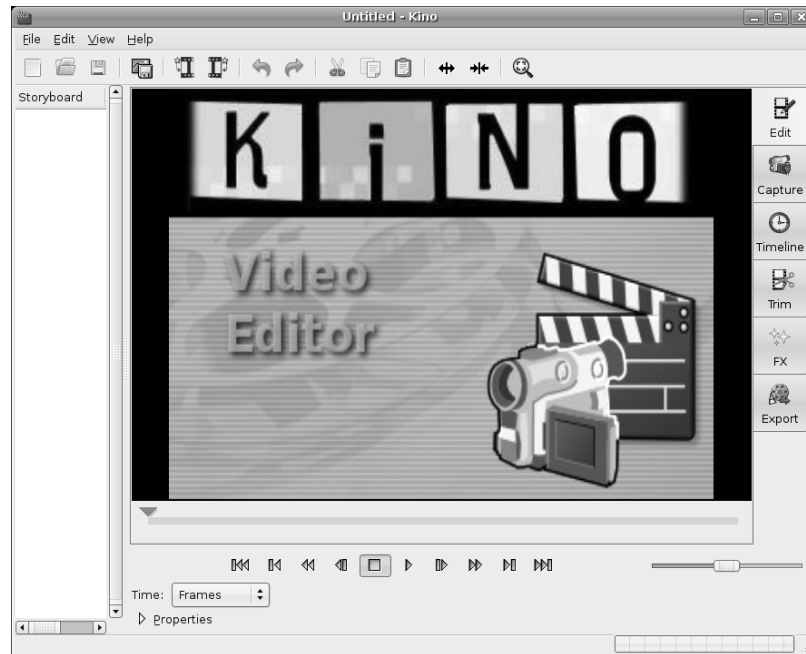 Untitled - Kino
File Edit View Help
Storyboard
KiNO
Video
Editor
Edit
Capture
Timeline
Trim
FX
Export
Time: Frames
Properties